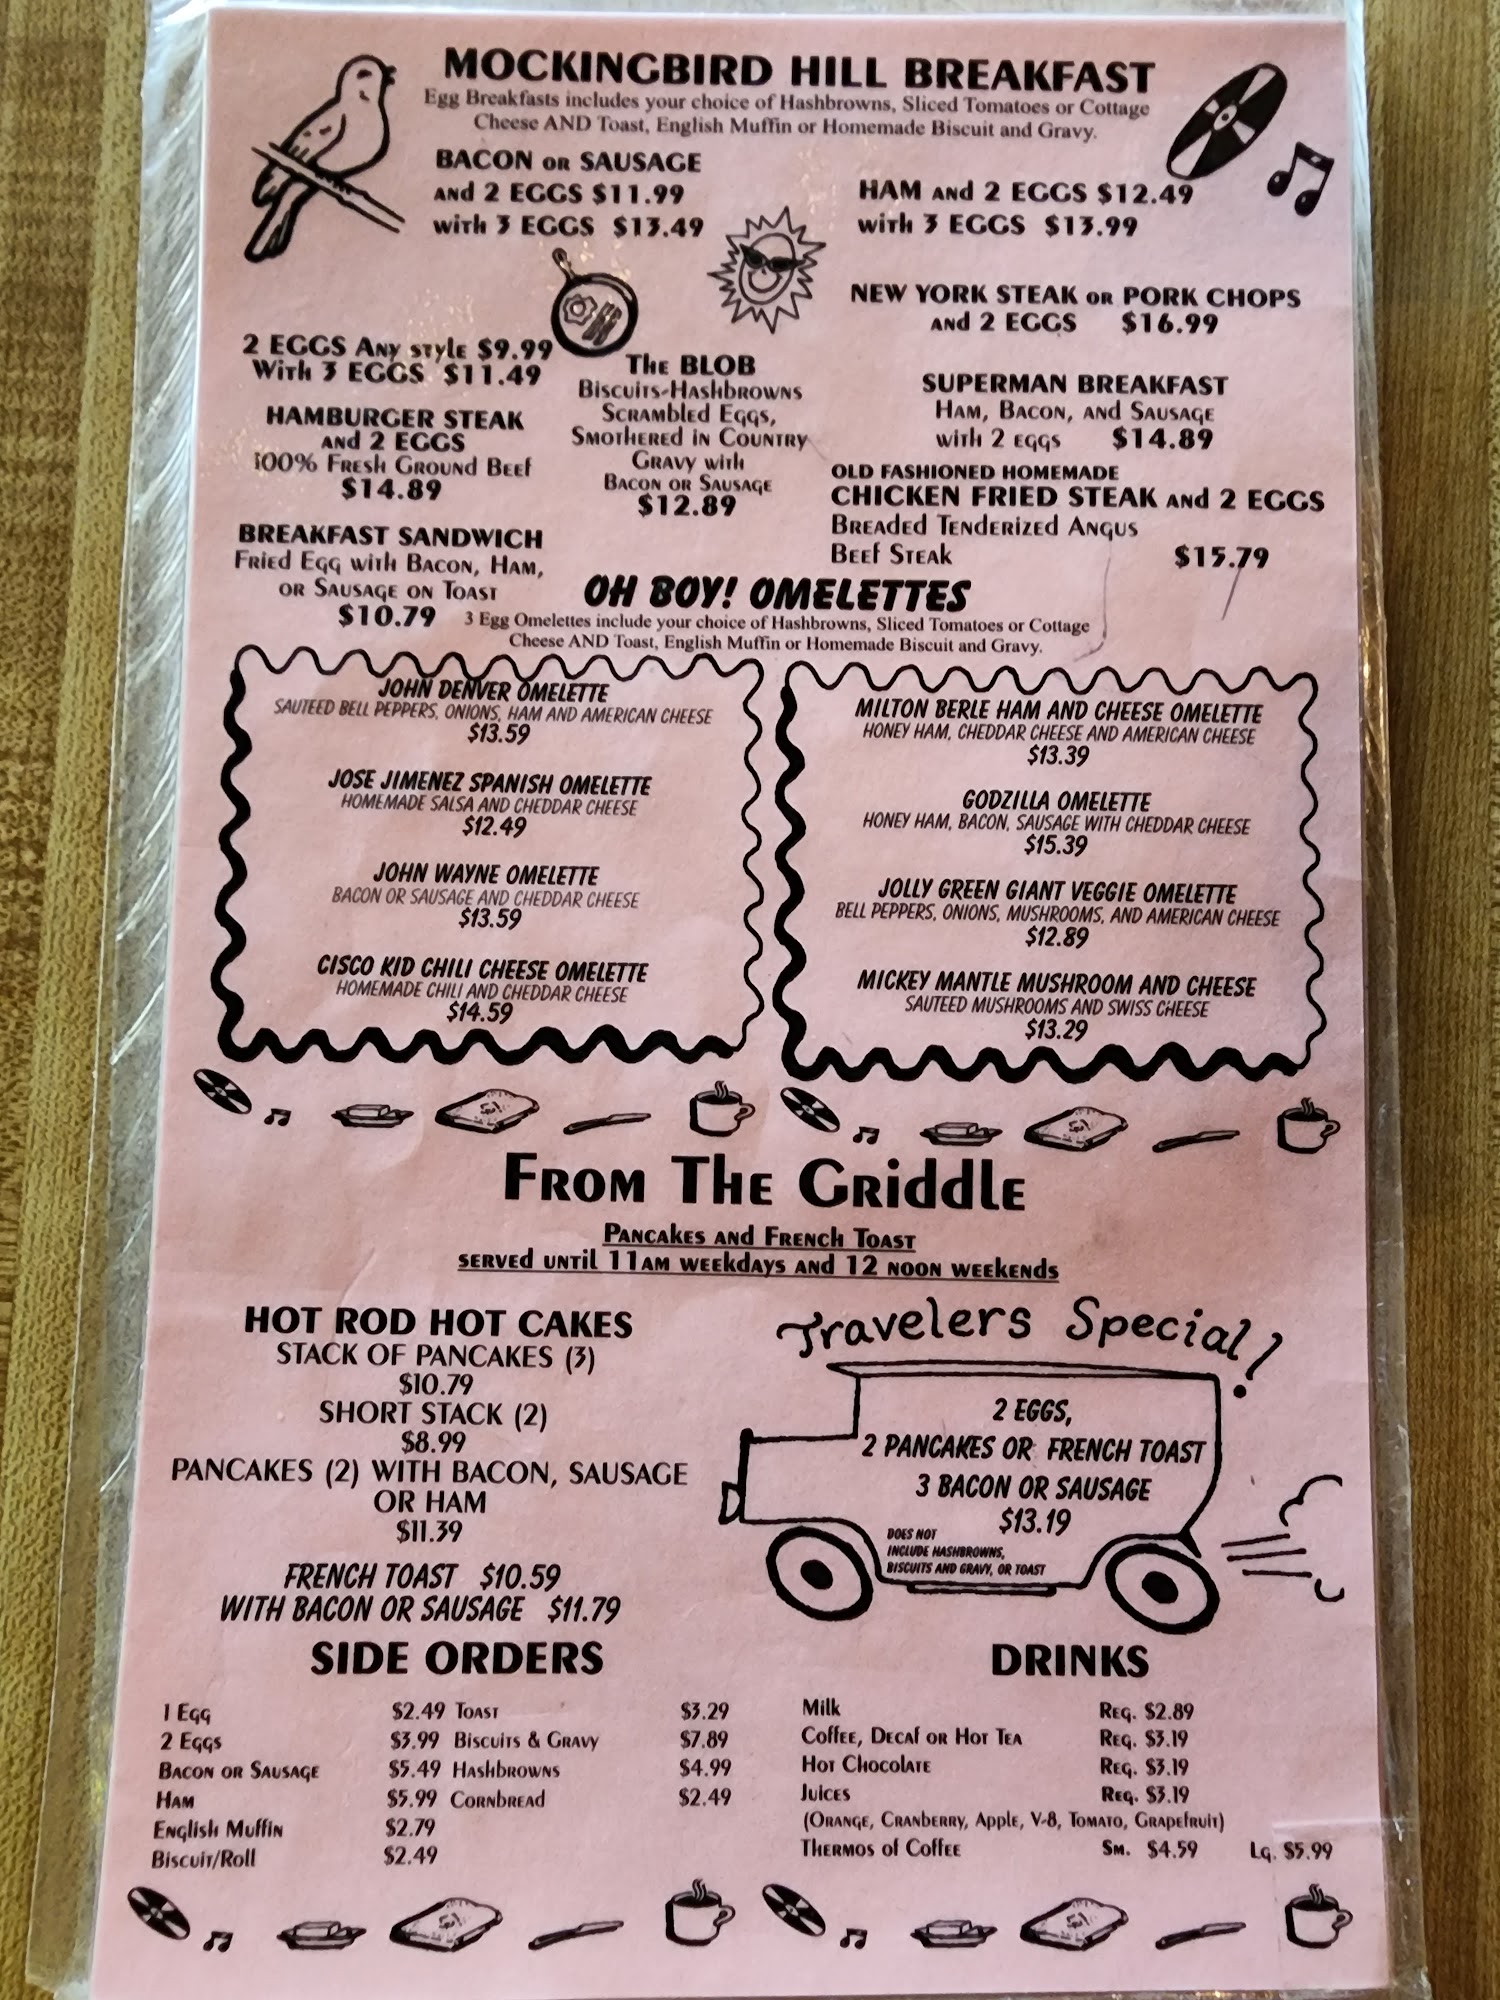 MOCKINGBIRD HILL BREAKFAST
Egg Breakfasts includes your choice of Hashbrowns, Sliced Tomatoes or Cottage
Cheese AND Toast, English Muffin or Homemade Biscuit and Gravy.
BACON OR SAUSAGE
AND 2 EGGS $11.99
WITH 3 EGGS $13.49
HAM AND 2 EGGS $12.49
WITH 3 EGGS $13.99
NEW YORK STEAK OR PORK CHOPS
AND 2 EGGS $16.99
2 EGGS ANY STYLE $9.99
WITH 3 EGGS $11.49
HAMBURGER STEAK
AND 2 EGGS
100% FRESH GROUND BEEF
$14.89
BREAKFAST SANDWICH
FRIED EGG WITH BACON, HAM,
OR SAUSAGE ON TOAST
$10.79
THE BLOB
BISCUITS-HASHBROWNS
SCRAMBLED EGGS,
SMOTHERED IN COUNTRY
GRAVY WITH
BACON OR SAUSAGE
$12.89
SUPERMAN BREAKFAST
HAM, BACON, AND SAUSAGE
WITH 2 EGGS $14.89
OLD FASHIONED HOMEMADE
CHICKEN FRIED STEAK AND 2 EGGS
BREADED TENDERIZED ANGUS
BEEF STEAK $15.79
OH BOY! OMELETTES
3 Egg Omelettes include your choice of Hashbrowns, Sliced Tomatoes or Cottage
Cheese AND Toast, English Muffin or Homemade Biscuit and Gravy.
JOHN DENVER OMELETTE
SAUTEED BELL PEPPERS, ONIONS, HAM AND AMERICAN CHEESE
$13.59
JOSE JIMENEZ SPANISH OMELETTE
HOMEMADE SALSA AND CHEDDAR CHEESE
$12.49
JOHN WAYNE OMELETTE
BACON OR SAUSAGE AND CHEDDAR CHEESE
$13.59
CISCO KID CHILI CHEESE OMELETTE
HOMEMADE CHILI AND CHEDDAR CHEESE
$14.59
MILTON BERLE HAM AND CHEESE OMELETTE
HONEY HAM, CHEDDAR CHEESE AND AMERICAN CHEESE
$13.39
GODZILLA OMELETTE
HONEY HAM, BACON, SAUSAGE WITH CHEDDAR CHEESE
$15.39
JOLLY GREEN GIANT VEGGIE OMELETTE
BELL PEPPERS, ONIONS, MUSHROOMS, AND AMERICAN CHEESE
$12.89
MICKEY MANTLE MUSHROOM AND CHEESE
SAUTEED MUSHROOMS AND SWISS CHEESE
$13.29
FROM THE GRIDDLE
PANCAKES AND FRENCH TOAST
SERVED UNTIL 11AM WEEKDAYS AND 12 NOON WEEKENDS
HOT ROD HOT CAKES
STACK OF PANCAKES (3)
$10.79
SHORT STACK (2)
$8.99
PANCAKES (2) WITH BACON, SAUSAGE
OR HAM
$11.39
FRENCH TOAST $10.59
WITH BACON OR SAUSAGE $11.79
Travelers Special!
2 EGGS,
2 PANCAKES OR FRENCH TOAST
3 BACON OR SAUSAGE
$13.19
DOES NOT
INCLUDE HASHBROWNS,
BISCUITS AND GRAVY, OR TOAST
SIDE ORDERS
1 EGG $2.49
2 EGGS $3.99
BACON OR SAUSAGE $5.49
HAM $5.99
ENGLISH MUFFIN $2.79
BISCUIT/ROLL $2.49
TOAST $3.29
BISCUITS & GRAVY $7.89
HASHBROWNS $4.99
CORNBREAD $2.49
DRINKS
MILK REG. $2.89
COFFEE, DECAF OR HOT TEA REG. $3.19
HOT CHOCOLATE REG. $3.19
JUICES REG. $3.19
(ORANGE, CRANBERRY, APPLE, V-8, TOMATO, GRAPEFRUIT)
THERMOS OF COFFEE SM. $4.59 LG. $5.99